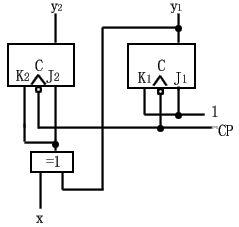 y₂ y₁
C C
K₂ J₂ K₁ J₁
1
CP
=1
x